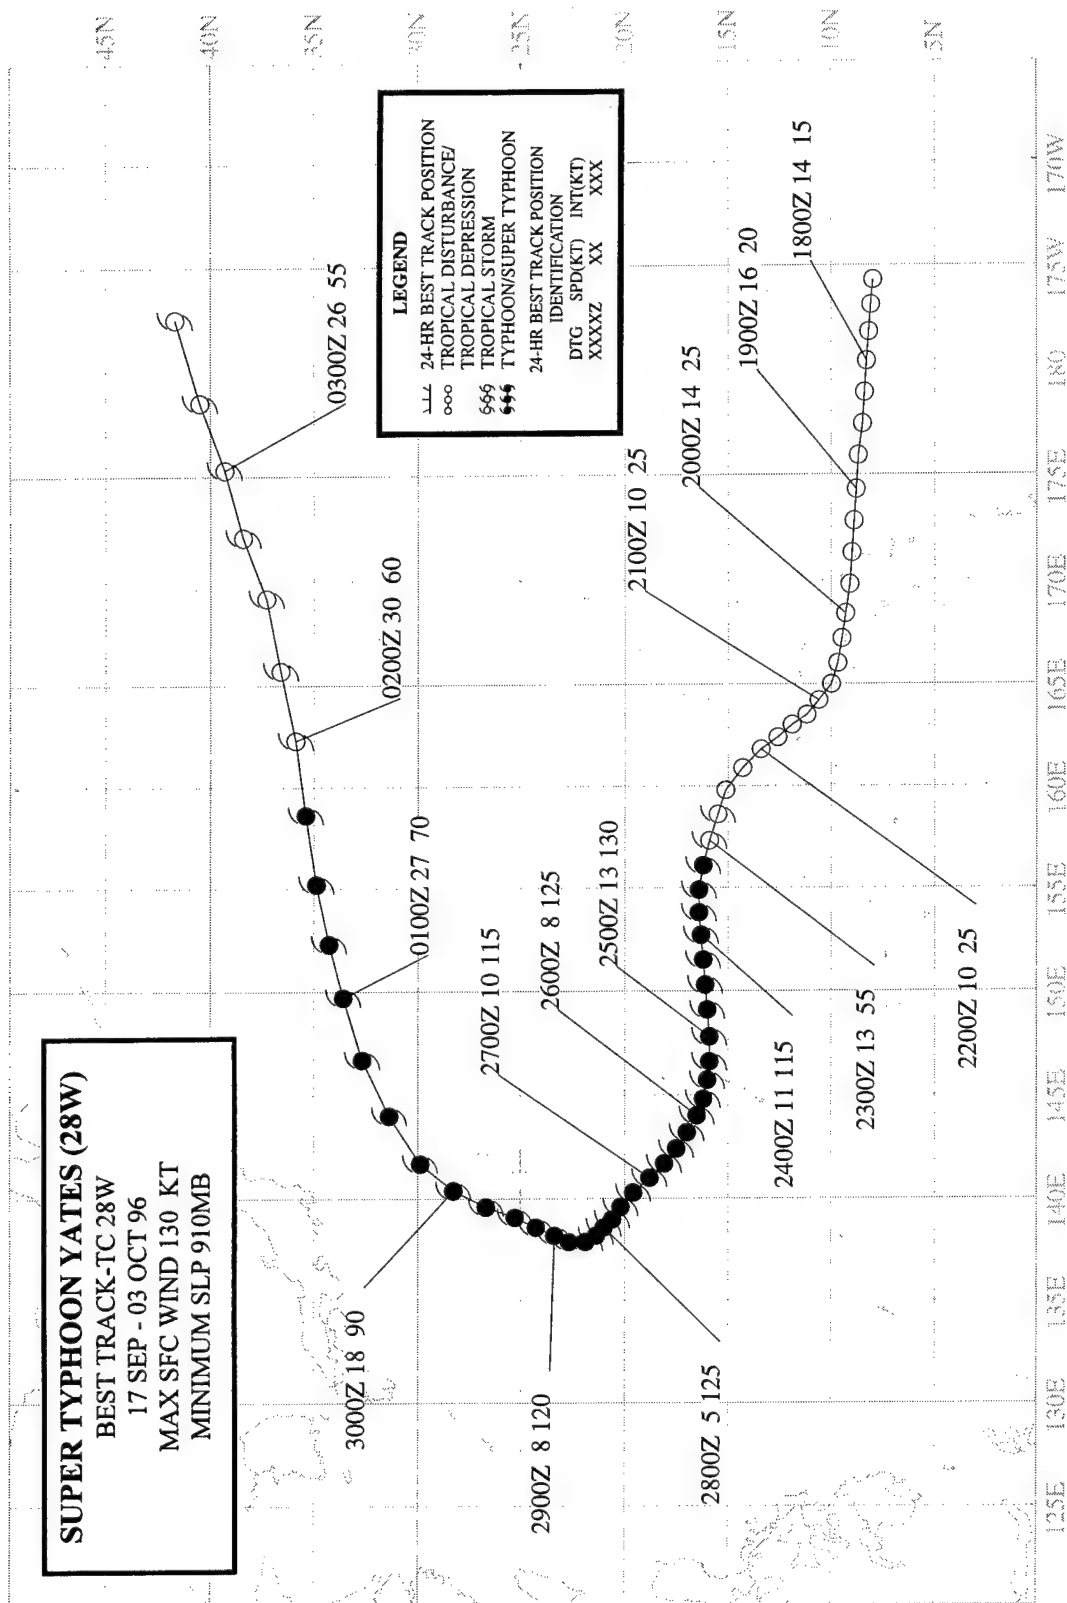 SUPER TYPHOON YATES (28W)
BEST TRACK-TC 28W
17 SEP - 03 OCT 96
MAX SFC WIND 130 KT
MINIMUM SLP 910MB
LEGEND
24-HR BEST TRACK POSITION
TROPICAL DISTURBANCE/
TROPICAL DEPRESSION
TROPICAL STORM
TYPHOON/SUPER TYPHOON
24-HR BEST TRACK POSITION
IDENTIFICATION
DTG SPD(KT) INT(KT)
XXXXZ XX XXX
0300Z 26 55
0200Z 30 60
0100Z 27 70
3000Z 18 90
2900Z 8 120
2800Z 5 125
2700Z 10 115
2600Z 8 125
2500Z 13 130
2400Z 11 115
2300Z 13 55
2200Z 10 25
2100Z 10 25
2000Z 14 25
1900Z 16 20
1800Z 14 15
45N
40N
35N
30N
25N
20N
15N
10N
5N
125E
130E
135E
140E
145E
150E
155E
160E
165E
170E
175E
180
175W
170W